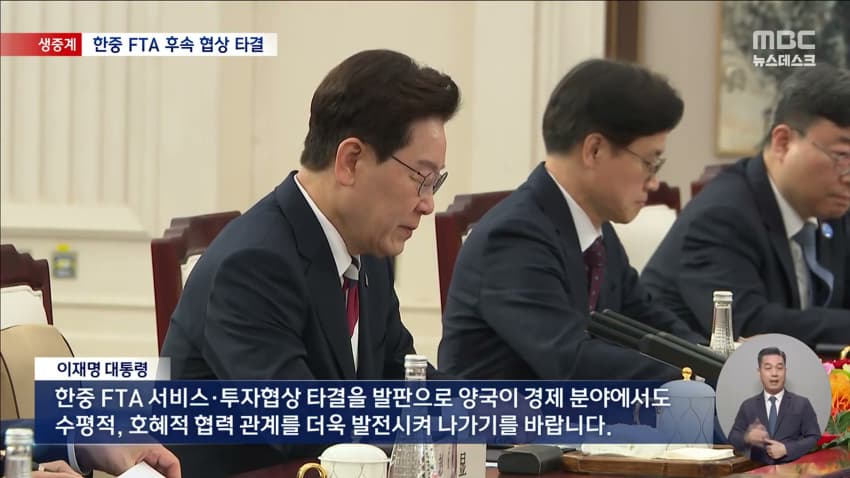 생중계 한중 FTA 후속 협상 타결
MBC
뉴스데스크
이재명 대통령
한중 FTA 서비스·투자협상 타결을 발판으로 양국이 경제 분야에서도
수평적, 호혜적 협력 관계를 더욱 발전시켜 나가기를 바랍니다.